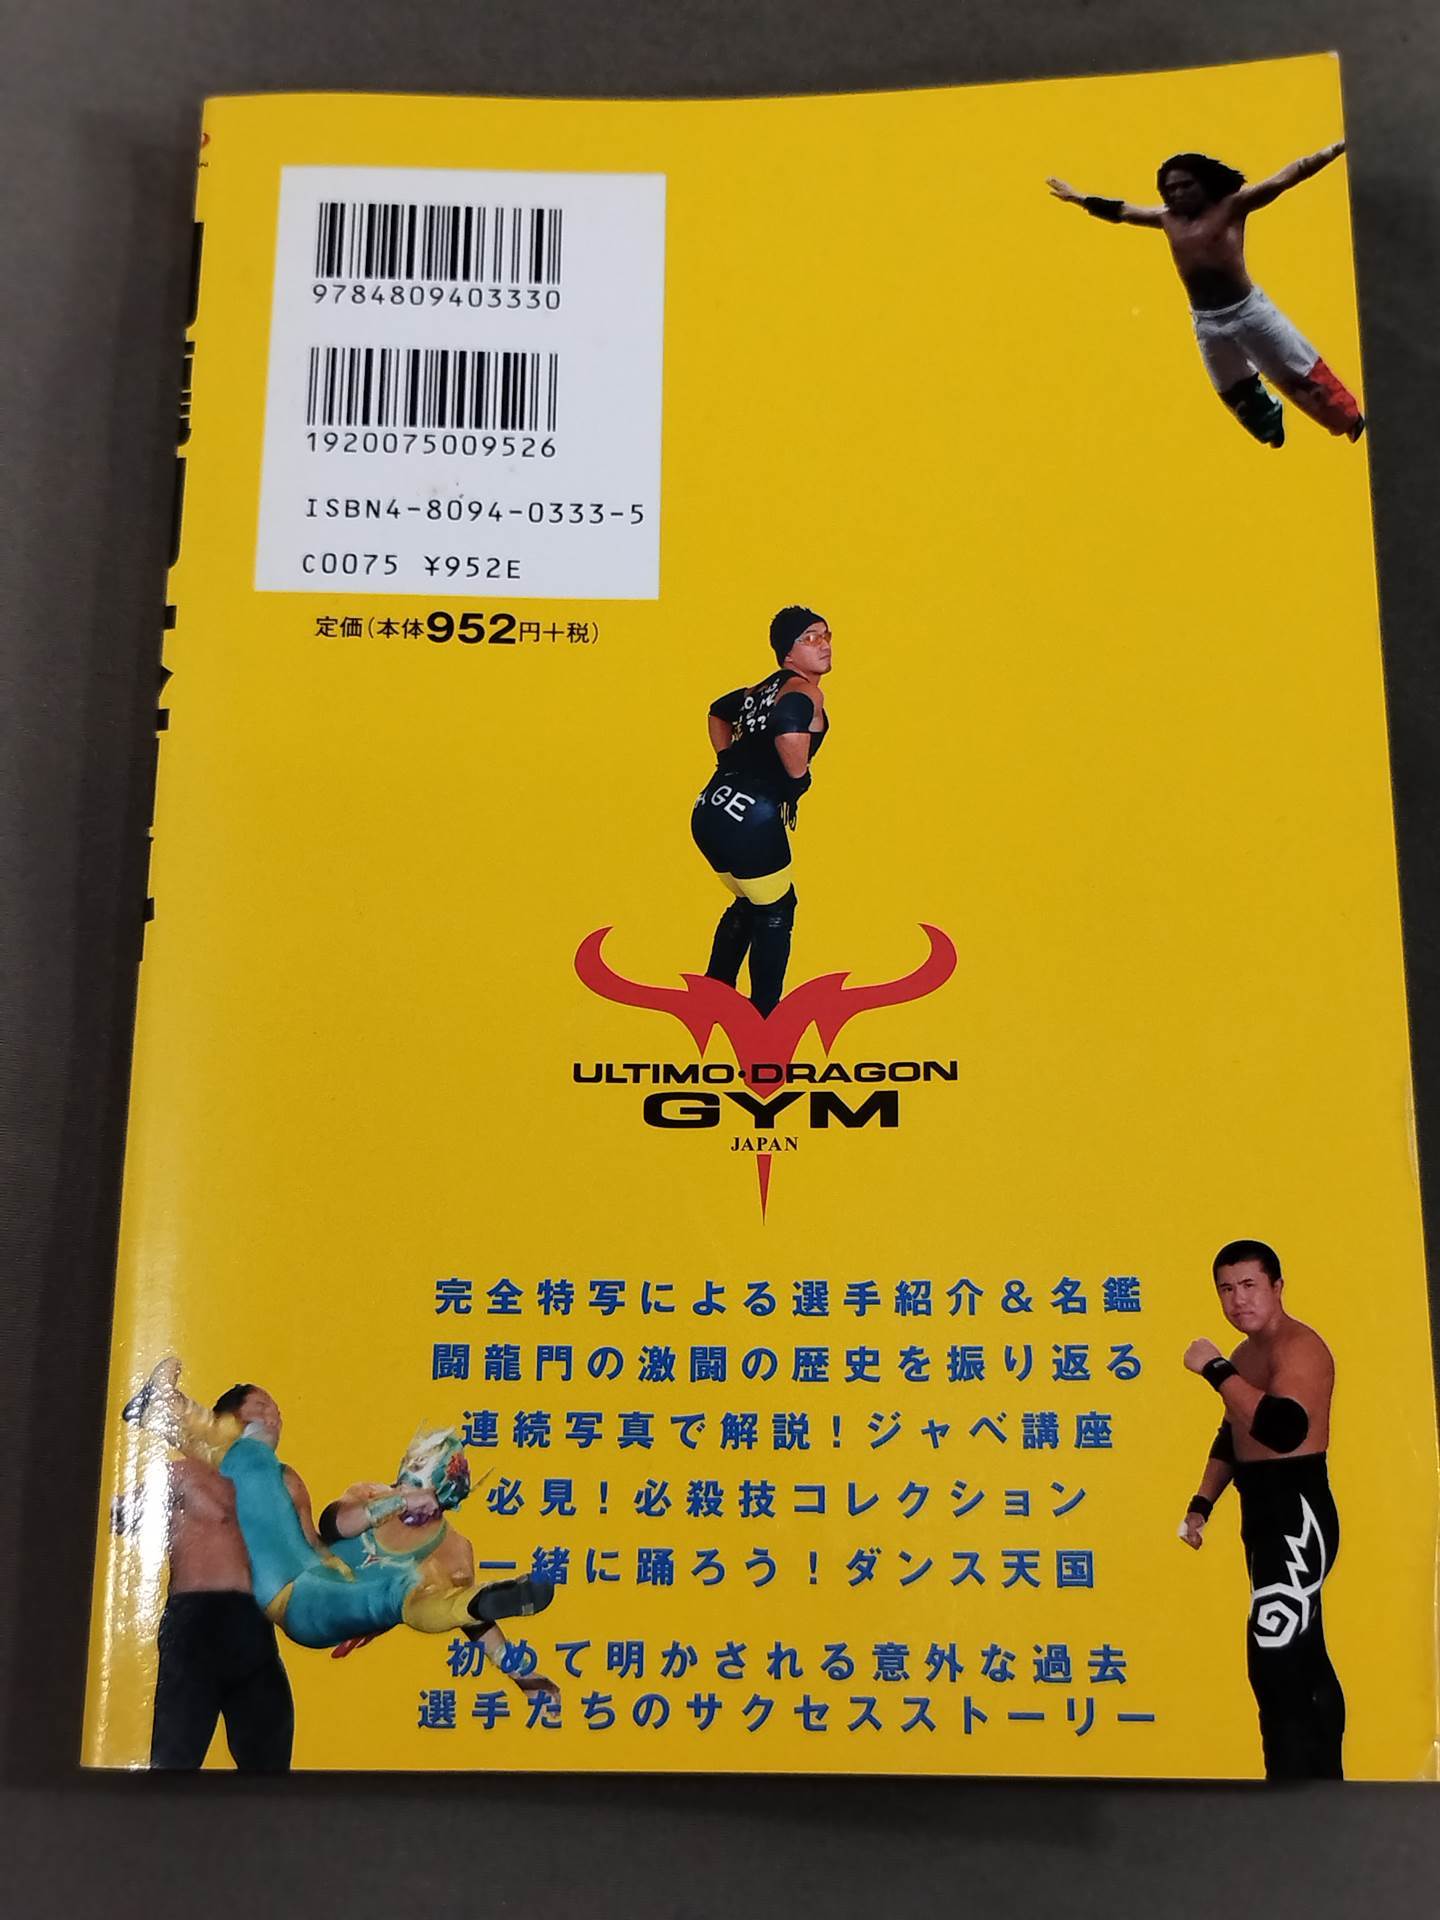 9784809403330
1920075009526
ISBN4-8094-0333-5
C0075 ¥952E
定価(本体952円+税)
GE
ULTIMO・DRAGON
GYM
JAPAN
完全特写による選手紹介&名鑑
闘龍門の激闘の歴史を振り返る
連続写真で解説!ジャベ講座
必見!必殺技コレクション
一緒に踊ろう!ダンス天国
初めて明かされる意外な過去
選手たちのサクセスストーリー